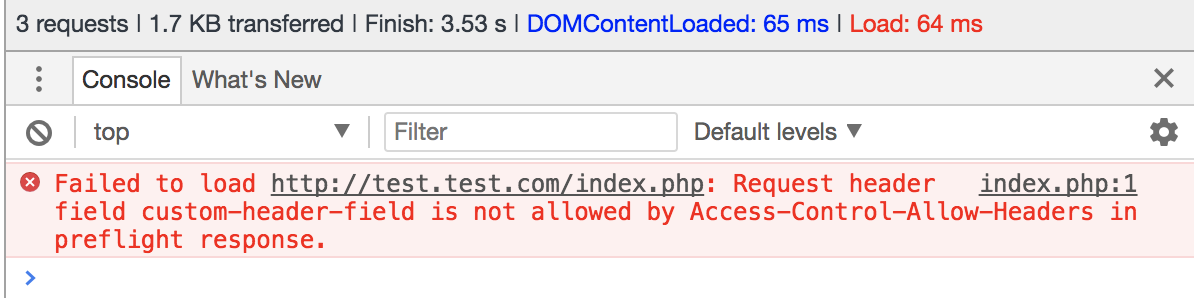 3 requests | 1.7 KB transferred | Finish: 3.53 s | DOMContentLoaded: 65 ms | Load: 64 ms
Console What's New
top Filter Default levels
Failed to load http://test.test.com/index.php: Request header index.php:1
field custom-header-field is not allowed by Access-Control-Allow-Headers in
preflight response.